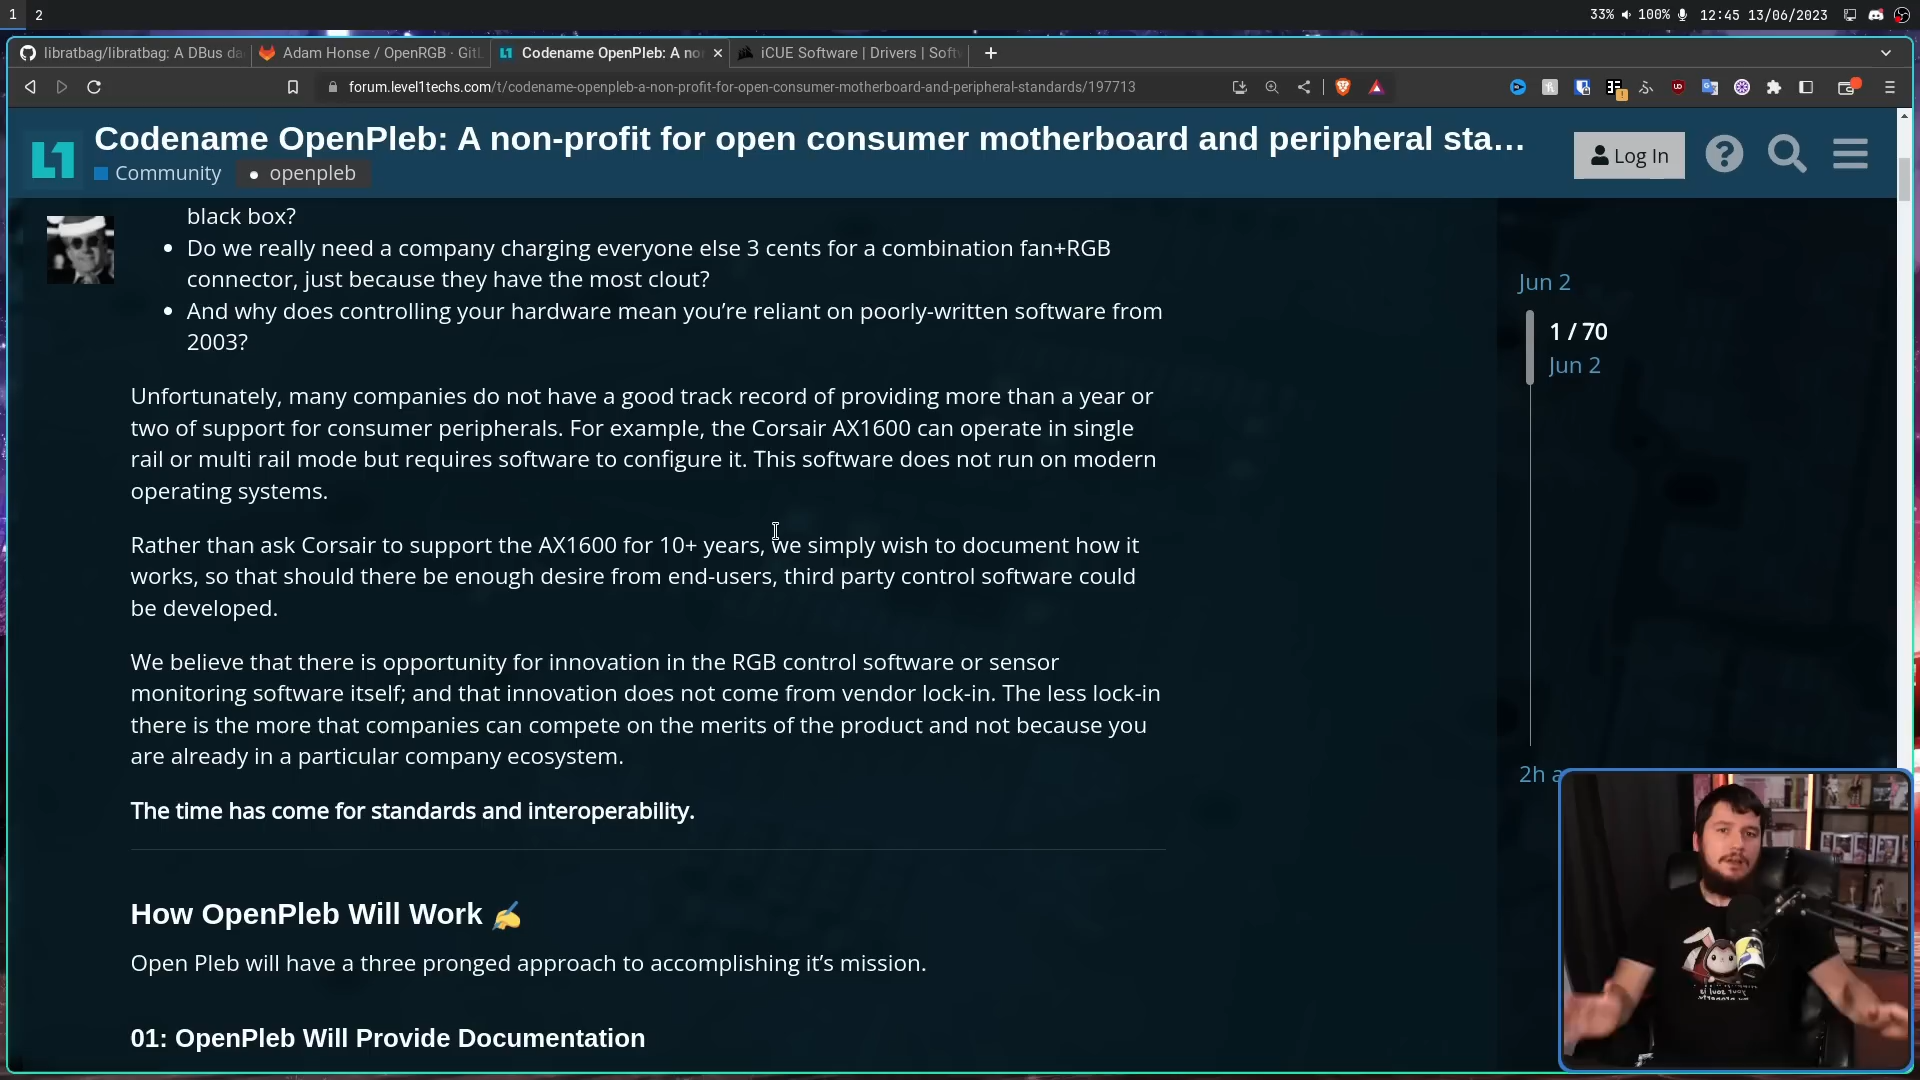 1 2 33% 100% 12:45 13/06/2023
libratbag/libratbag: A DBus da
Adam Honse / OpenRGB · GitL
Codename OpenPleb: A no
iCUE Software | Drivers | Soft
forum.level1techs.com/t/codename-openpleb-a-non-profit-for-open-consumer-motherboard-and-peripheral-standards/197713
Codename OpenPleb: A non-profit for open consumer motherboard and peripheral sta...
Community openpleb
Log In
black box?
• Do we really need a company charging everyone else 3 cents for a combination fan+RGB
connector, just because they have the most clout?
• And why does controlling your hardware mean you’re reliant on poorly-written software from
2003?
Unfortunately, many companies do not have a good track record of providing more than a year or
two of support for consumer peripherals. For example, the Corsair AX1600 can operate in single
rail or multi rail mode but requires software to configure it. This software does not run on modern
operating systems.
Rather than ask Corsair to support the AX1600 for 10+ years, we simply wish to document how it
works, so that should there be enough desire from end-users, third party control software could
be developed.
We believe that there is opportunity for innovation in the RGB control software or sensor
monitoring software itself; and that innovation does not come from vendor lock-in. The less lock-in
there is the more that companies can compete on the merits of the product and not because you
are already in a particular company ecosystem.
The time has come for standards and interoperability.
How OpenPleb Will Work ✍
Open Pleb will have a three pronged approach to accomplishing it’s mission.
01: OpenPleb Will Provide Documentation
Jun 2
1 / 70
Jun 2
2h a